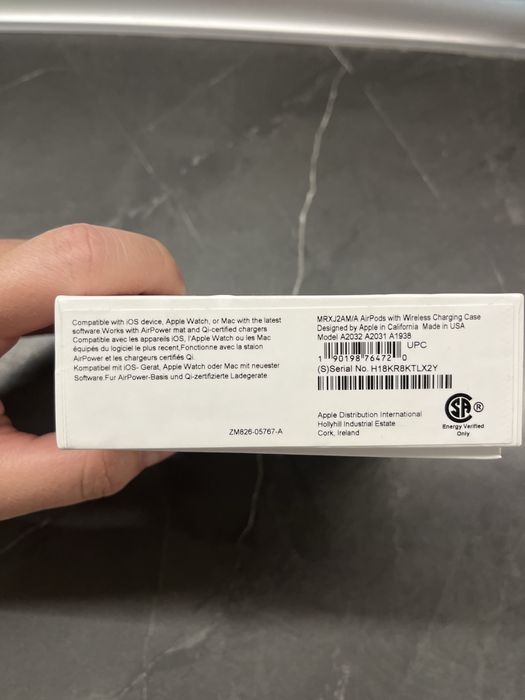 Compatible with iOS device, Apple Watch, or Mac with the latest
software.Works with AirPower mat and Qi-certified chargers
Compatible avec les appareils iOS, l'Apple Watch ou les Mac
équipés du logiciel le plus recent,Fonctionne avec la staion
AirPower et les chargeurs certifiés Qi.
Kompatibel mit iOS- Gerat, Apple Watch oder Mac mit neuester
Software.Fur AirPower-Basis und Qi-zertifizierte Ladegerate
ZM826-05767-A
MRXJ2AM/A AirPods with Wireless Charging Case
Designed by Apple in California Made in USA
Model A2032 A2031 A1938
UPC
1 90198 76472 0
(S)Serial No. H18KR8KTLX2Y
Apple Distribution International
Hollyhill Industrial Estate
Cork, Ireland
SA ®
Energy Verified
Only